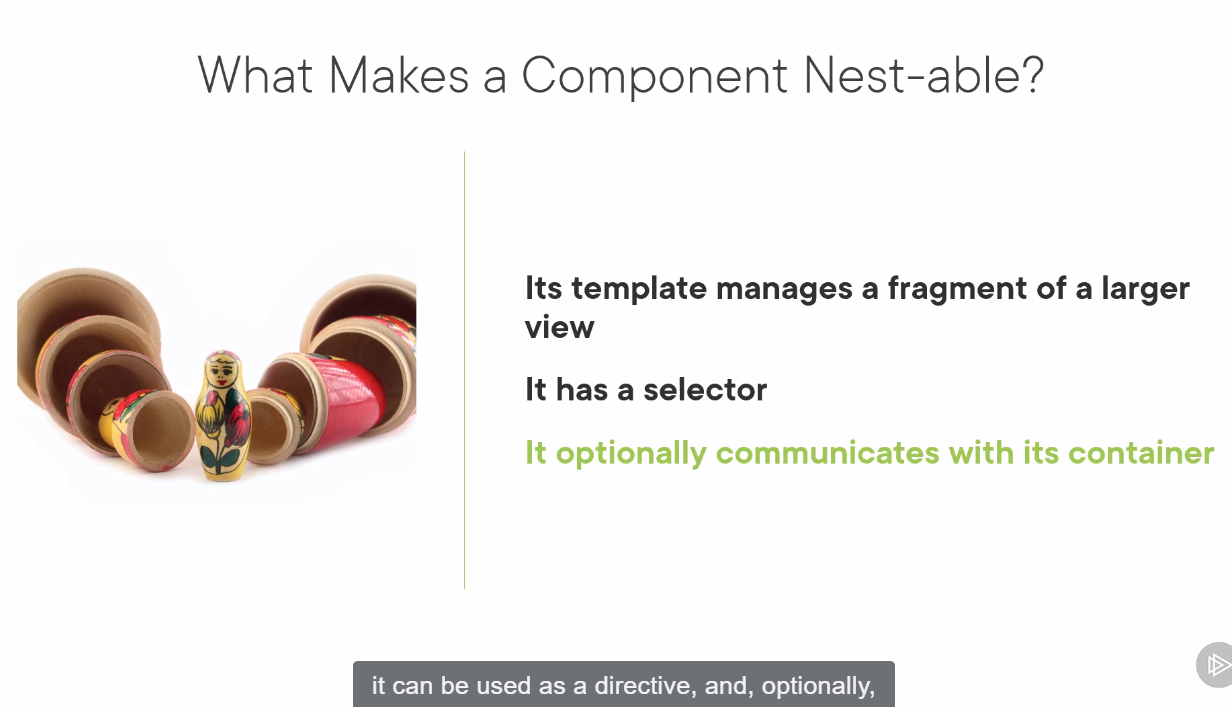 What Makes a Component Nest-able?
Its template manages a fragment of a larger
view
It has a selector
It optionally communicates with its container
it can be used as a directive, and, optionally,